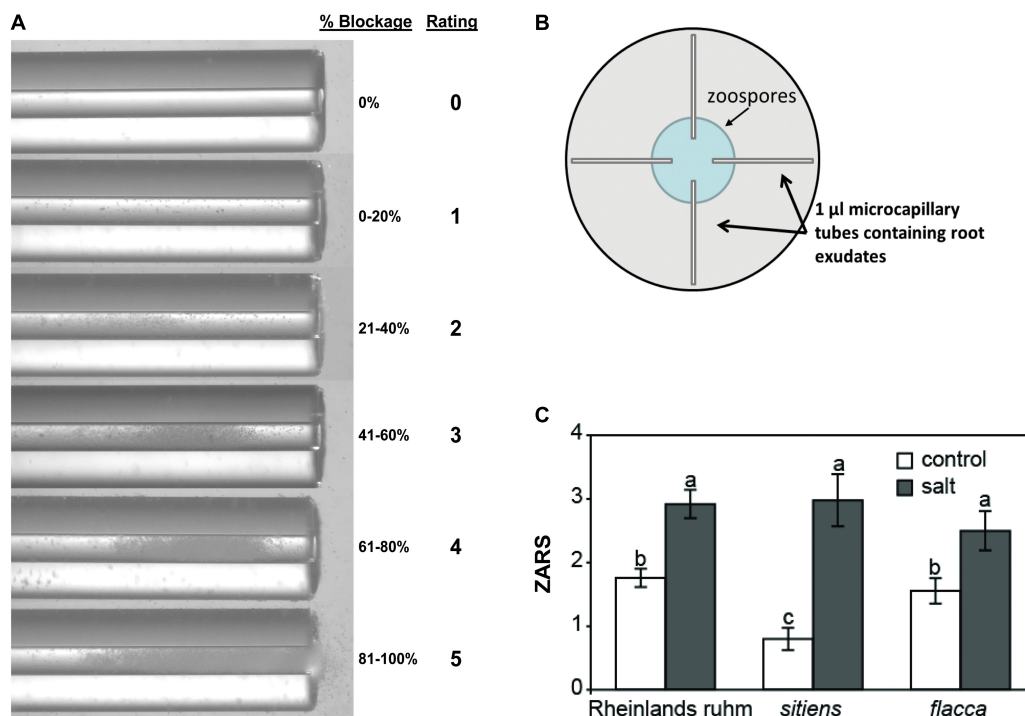 A
% Blockage Rating
0% 0
0-20% 1
21-40% 2
41-60% 3
61-80% 4
81-100% 5
B
zoospores
1 µl microcapillary
tubes containing root
exudates
C
4
3
2
1
0
ZARS
control
salt
b
a
c
a
b
a
Rheinlands ruhm sitiens flacca